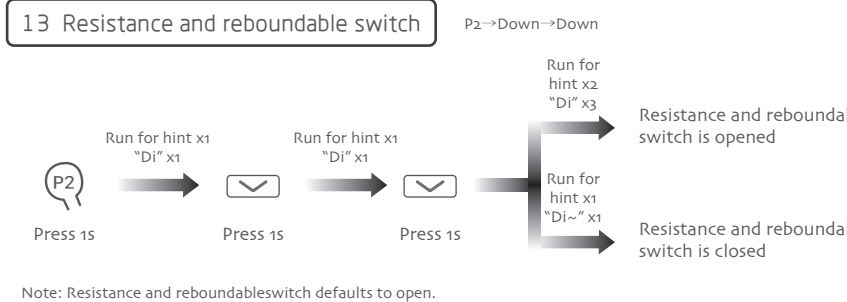 13 Resistance and reboundable switch
P2→Down→Down
Run for hint x1
"Di" x1
Run for hint x1
"Di" x1
Run for
hint x2
"Di" x3
Resistance and
switch is opened
P2
Run for
hint x1
"Di~" x1
Press 1s
Press 1s
Press 1s
Resistance and
switch is closed
Note: Resistance and reboundableswitch defaults to open.